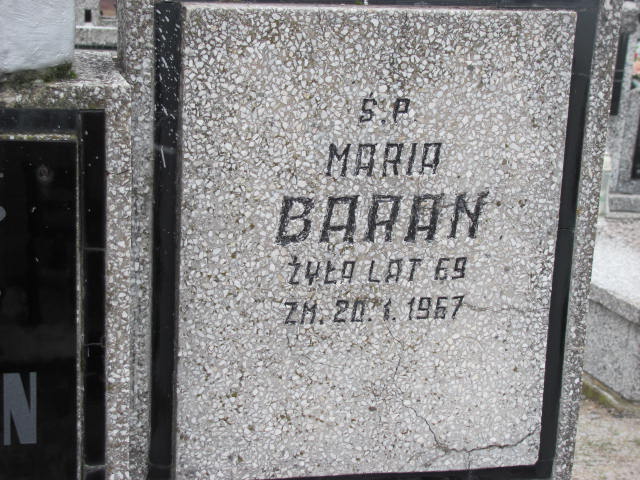 Ś.P.
MARIA
BARAN
ŻYŁA LAT 69
ZM. 20.1.1967
N